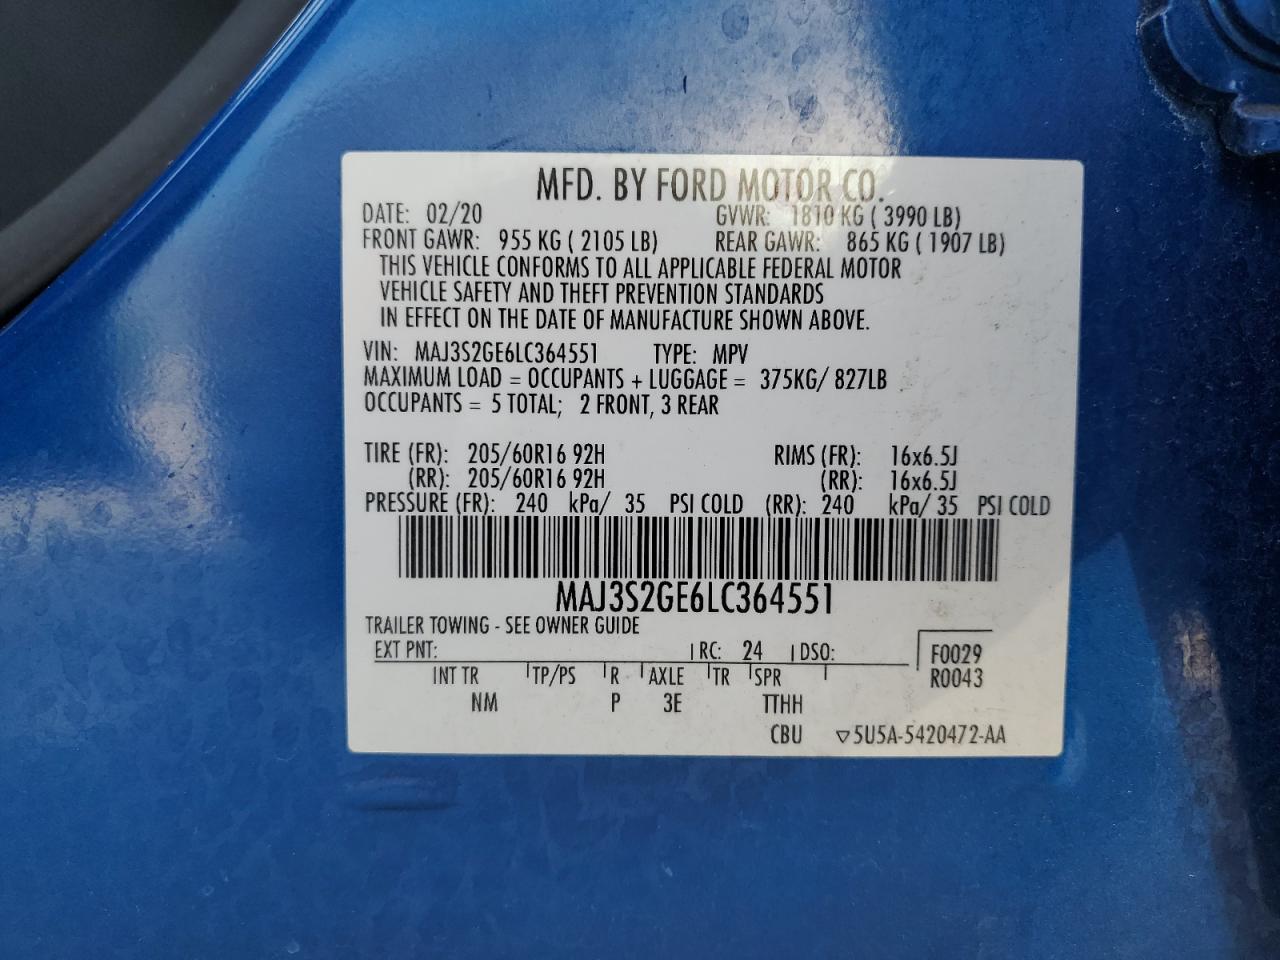 MFD. BY FORD MOTOR CO.
DATE: 02/20 GVWR: 1810 KG ( 3990 LB)
FRONT GAWR: 955 KG ( 2105 LB) REAR GAWR: 865 KG ( 1907 LB)
THIS VEHICLE CONFORMS TO ALL APPLICABLE FEDERAL MOTOR
VEHICLE SAFETY AND THEFT PREVENTION STANDARDS
IN EFFECT ON THE DATE OF MANUFACTURE SHOWN ABOVE.
VIN: MAJ3S2GE6LC364551 TYPE: MPV
MAXIMUM LOAD = OCCUPANTS + LUGGAGE = 375KG/ 827LB
OCCUPANTS = 5 TOTAL; 2 FRONT, 3 REAR
TIRE (FR): 205/60R16 92H RIMS (FR): 16x6.5J
(RR): 205/60R16 92H (RR): 16x6.5J
PRESSURE (FR): 240 kPa/ 35 PSI COLD (RR): 240 kPa/ 35 PSI COLD
MAJ3S2GE6LC364551
TRAILER TOWING - SEE OWNER GUIDE
EXT PNT: RC: 24 DSO: F0029
INT TR TP/PS R AXLE TR SPR R0043
NM P 3E TTHH
CBU ▽5U5A-5420472-AA